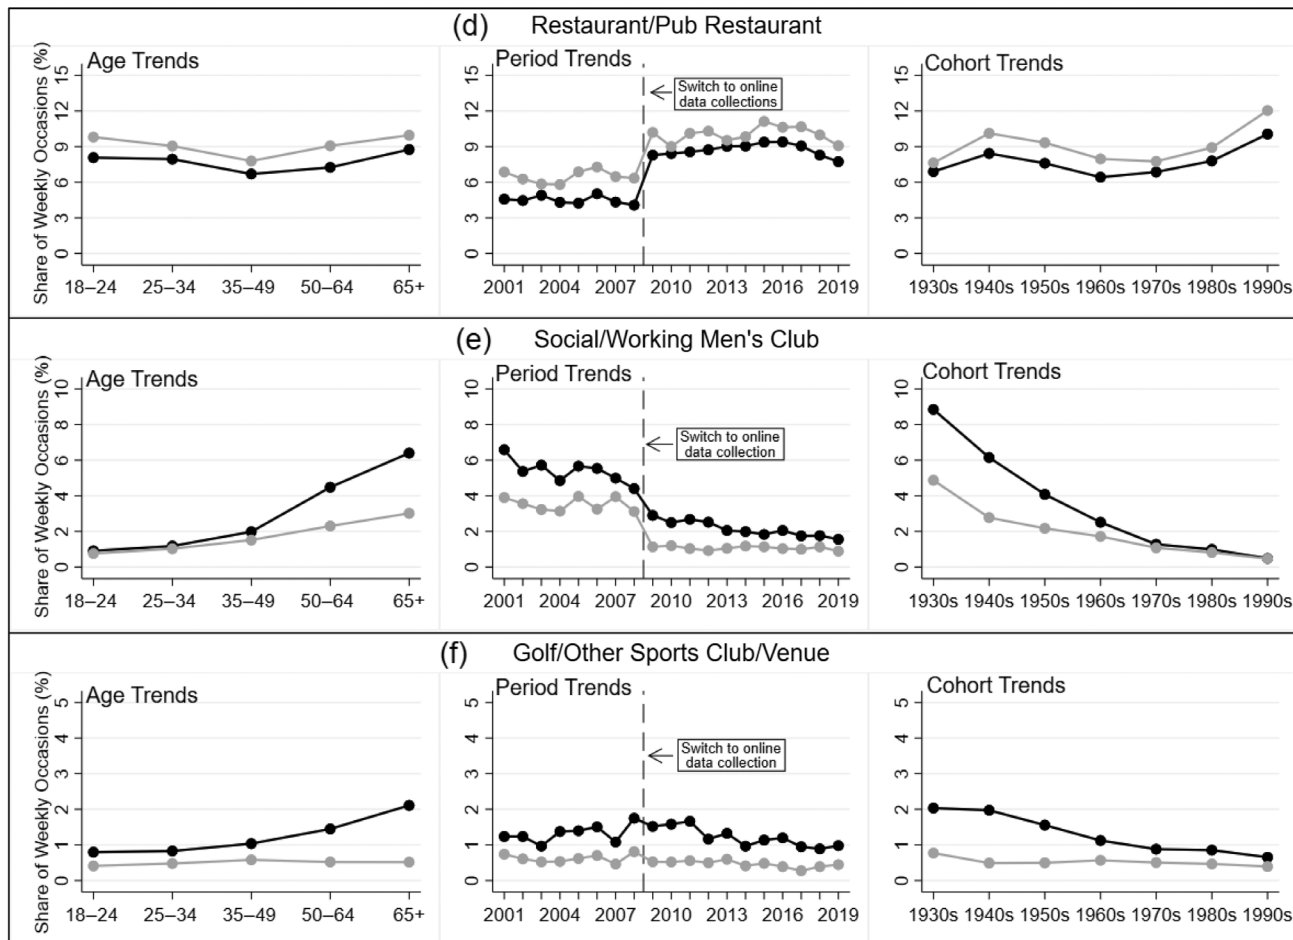 (d) Restaurant/Pub Restaurant
Share of Weekly Occasions (%)
Age Trends
15
12
9
6
3
0
18–24 25–34 35–49 50–64 65+
Period Trends
Switch to online
data collections
15
12
9
6
3
0
2001 2004 2007 2010 2013 2016 2019
Cohort Trends
15
12
9
6
3
0
1930s 1940s 1950s 1960s 1970s 1980s 1990s
(e) Social/Working Men's Club
Share of Weekly Occasions (%)
Age Trends
10
8
6
4
2
0
18–24 25–34 35–49 50–64 65+
Period Trends
Switch to online
data collection
10
8
6
4
2
0
2001 2004 2007 2010 2013 2016 2019
Cohort Trends
10
8
6
4
2
0
1930s 1940s 1950s 1960s 1970s 1980s 1990s
(f) Golf/Other Sports Club/Venue
Share of Weekly Occasions (%)
Age Trends
5
4
3
2
1
0
18–24 25–34 35–49 50–64 65+
Period Trends
Switch to online
data collection
5
4
3
2
1
0
2001 2004 2007 2010 2013 2016 2019
Cohort Trends
5
4
3
2
1
0
1930s 1940s 1950s 1960s 1970s 1980s 1990s